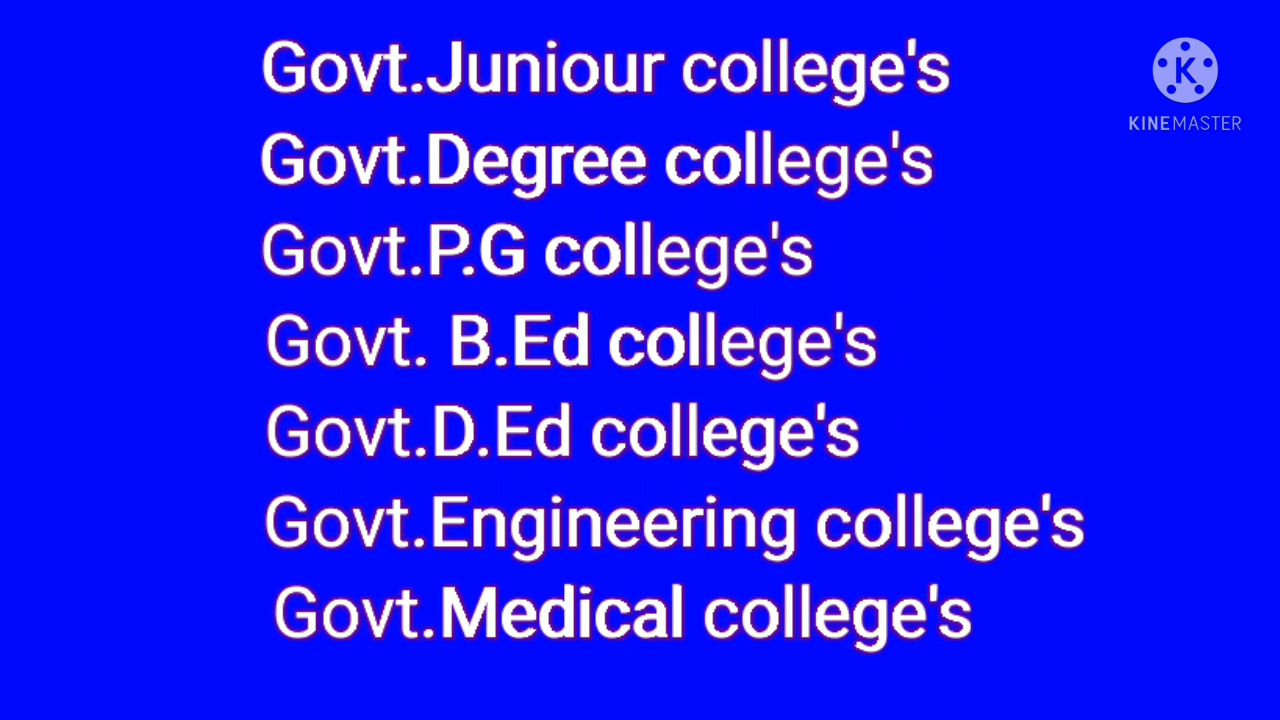 Govt.Juniour college's
Govt.Degree college's
Govt.P.G college's
Govt. B.Ed college's
Govt.D.Ed college's
Govt.Engineering college's
Govt.Medical college's
K
KINEMASTER